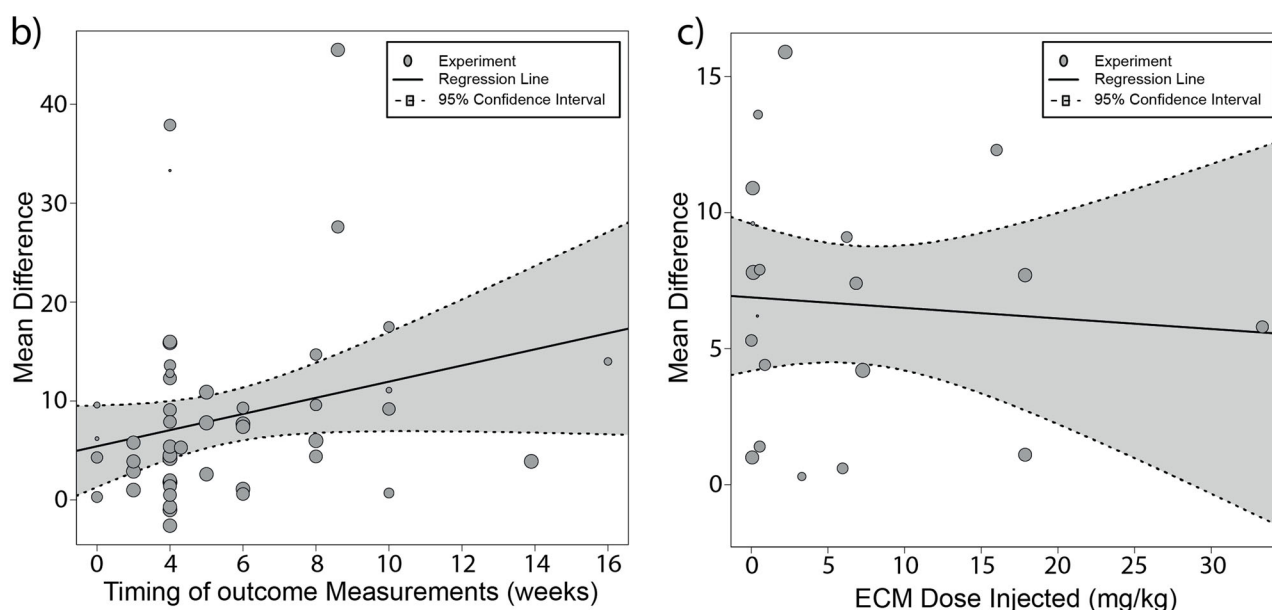 b)
Experiment
Regression Line
95% Confidence Interval
Mean Difference
40
30
20
10
0
0 2 4 6 8 10 12 14 16
Timing of outcome Measurements (weeks)
c)
Experiment
Regression Line
95% Confidence Interval
Mean Difference
15
10
5
0
0 5 10 15 20 25 30
ECM Dose Injected (mg/kg)